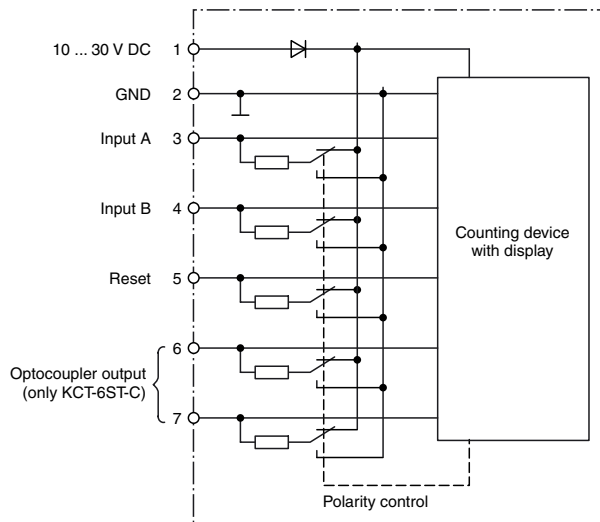 10 ... 30 V DC 1
GND 2
Input A 3
Input B 4
Reset 5
6
Optocoupler output
(only KCT-6ST-C)
7
Counting device
with display
Polarity control